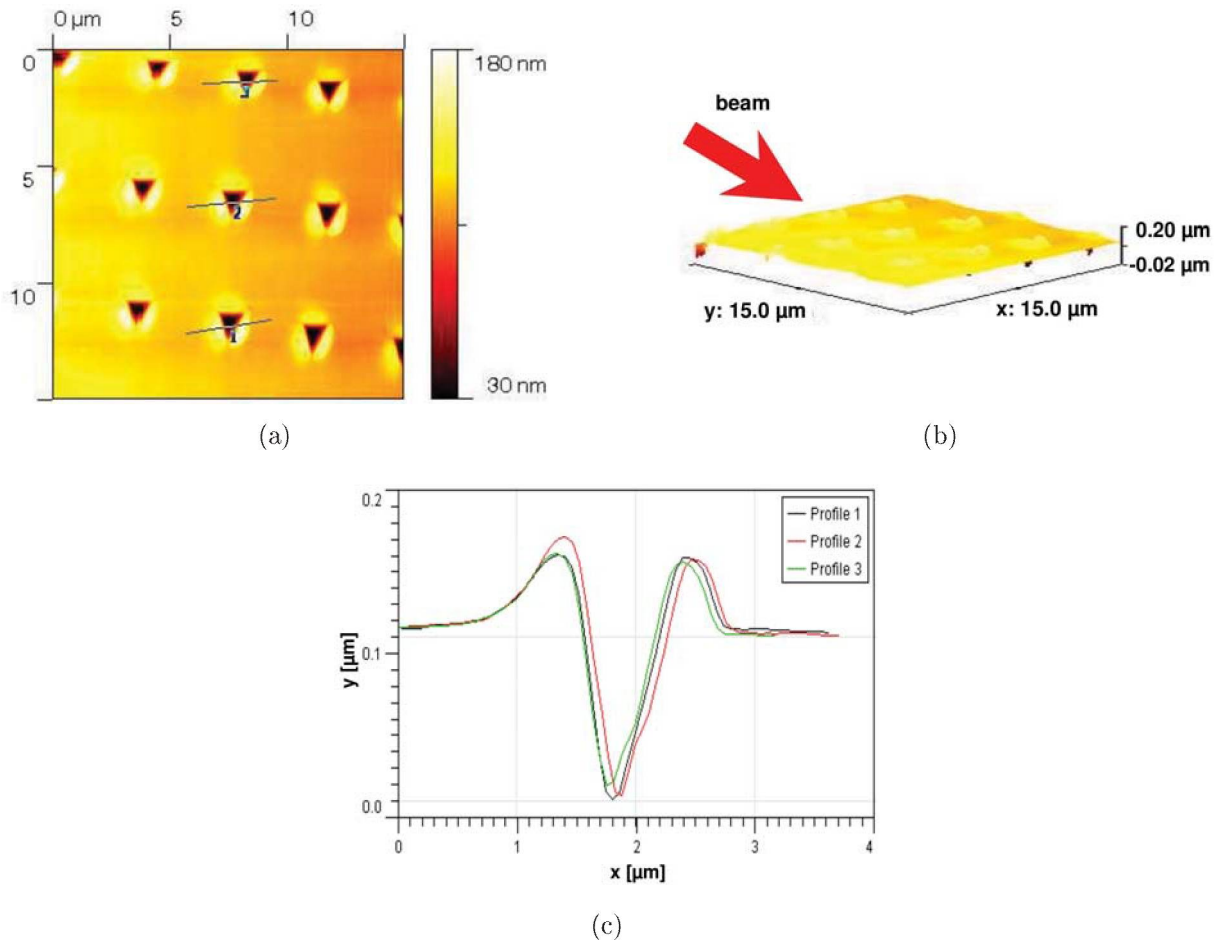 0 µm 5 10
0
5
10
180 nm
30 nm
3
2
1
(a)
beam
0.20 µm
-0.02 µm
y: 15.0 µm
x: 15.0 µm
(b)
0.2
0.1
0.0
y [µm]
Profile 1
Profile 2
Profile 3
0 1 2 3 4
x [µm]
(c)